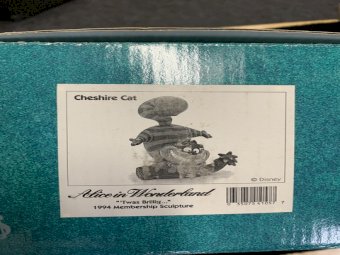 Cheshire Cat
© Disney
Alice in Wonderland
"'Twas Brillig..."
1994 Membership Sculpture